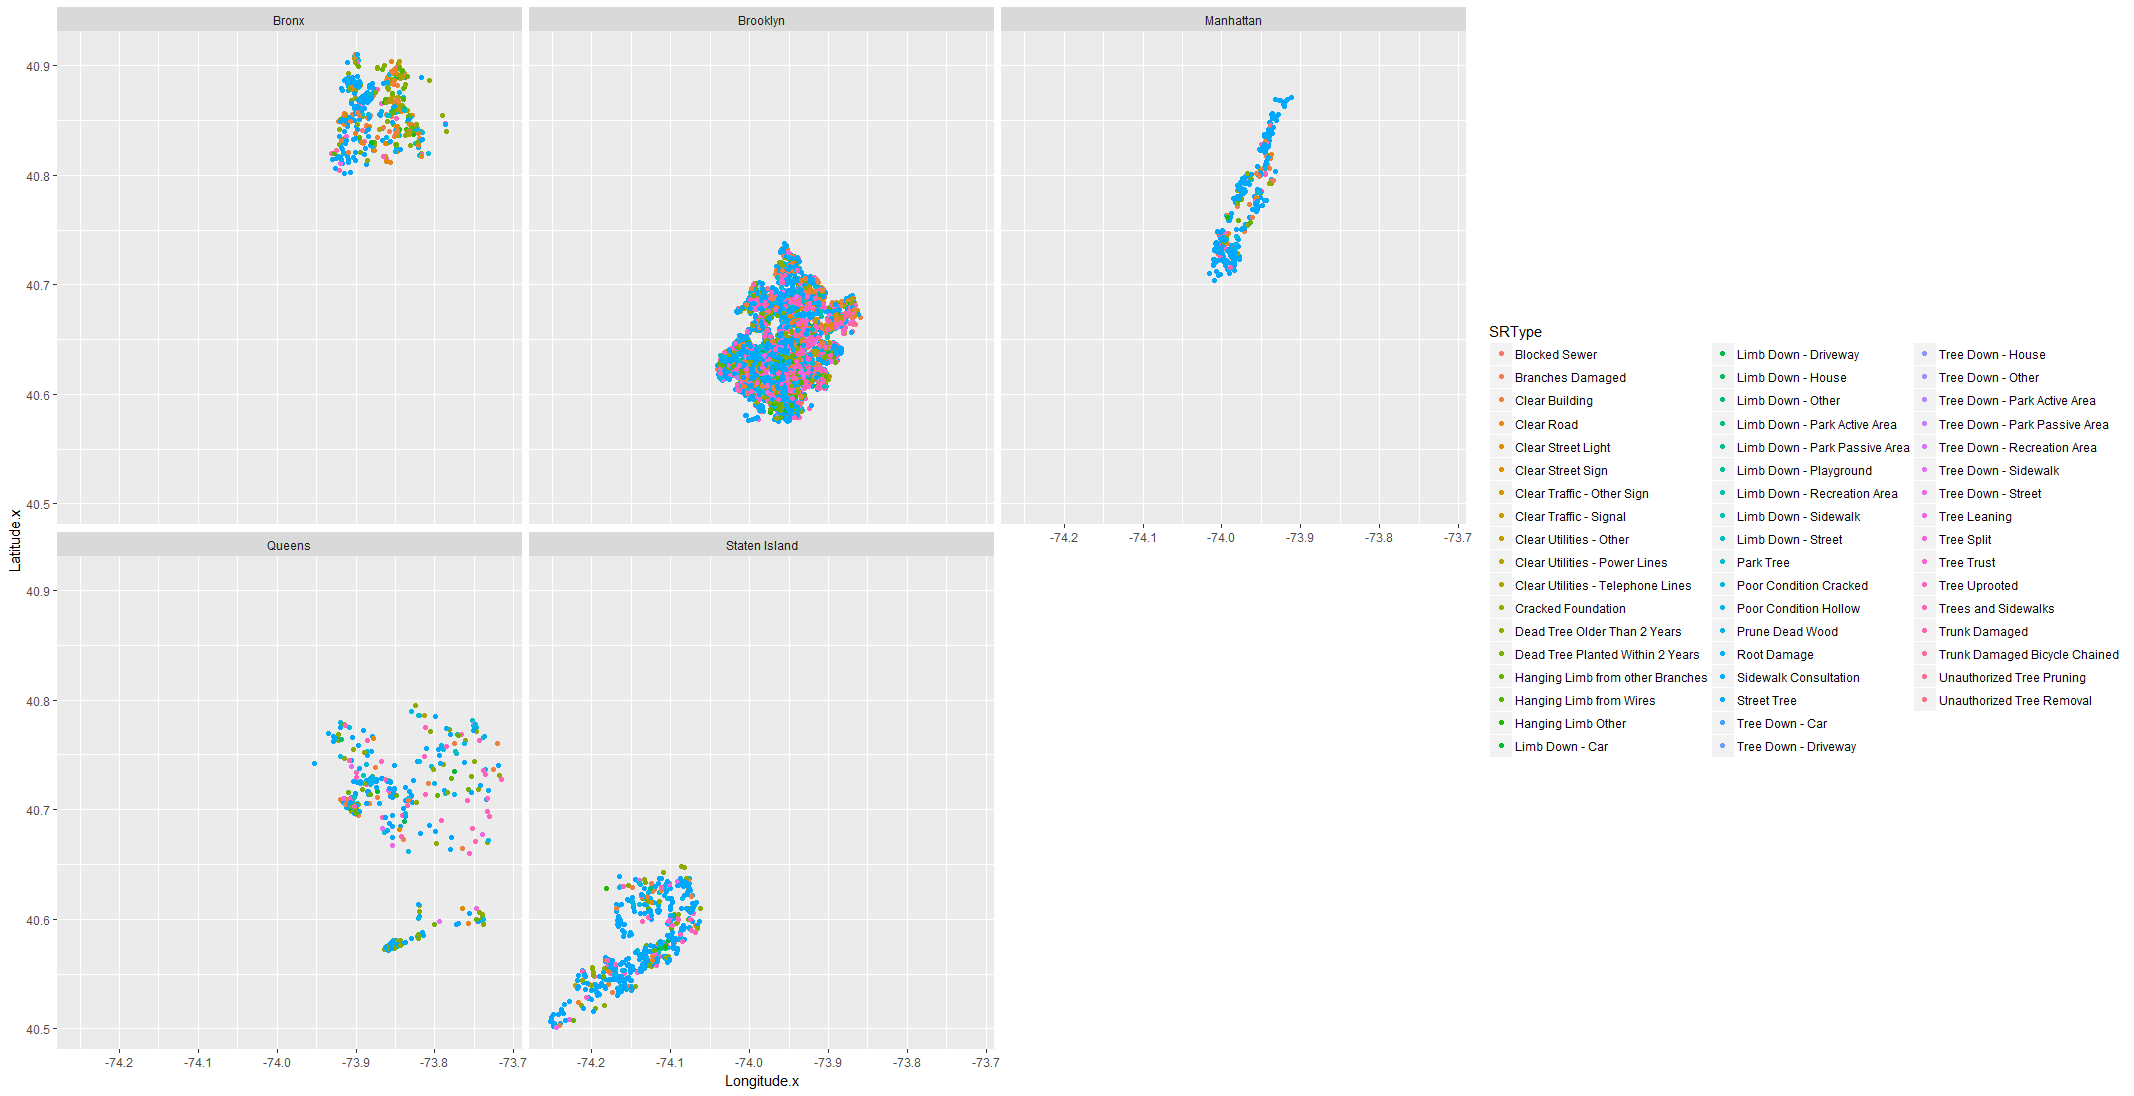 Bronx
Brooklyn
Manhattan
40.9
40.8
40.7
40.6
40.5
-74.2
-74.1
-74.0
-73.9
-73.8
-73.7
Latitude.x
Queens
Staten Island
40.9
40.8
40.7
40.6
40.5
-74.2
-74.1
-74.0
-73.9
-73.8
-73.7
-74.2
-74.1
-74.0
-73.9
-73.8
-73.7
Longitude.x
SRType
Blocked Sewer
Branches Damaged
Clear Building
Clear Road
Clear Street Light
Clear Street Sign
Clear Traffic - Other Sign
Clear Traffic - Signal
Clear Utilities - Other
Clear Utilities - Power Lines
Clear Utilities - Telephone Lines
Cracked Foundation
Dead Tree Older Than 2 Years
Dead Tree Planted Within 2 Years
Hanging Limb from other Branches
Hanging Limb from Wires
Hanging Limb Other
Limb Down - Car
Limb Down - Driveway
Limb Down - House
Limb Down - Other
Limb Down - Park Active Area
Limb Down - Park Passive Area
Limb Down - Playground
Limb Down - Recreation Area
Limb Down - Sidewalk
Limb Down - Street
Park Tree
Poor Condition Cracked
Poor Condition Hollow
Prune Dead Wood
Root Damage
Sidewalk Consultation
Street Tree
Tree Down - Car
Tree Down - Driveway
Tree Down - House
Tree Down - Other
Tree Down - Park Active Area
Tree Down - Park Passive Area
Tree Down - Recreation Area
Tree Down - Sidewalk
Tree Down - Street
Tree Leaning
Tree Split
Tree Trust
Tree Uprooted
Trees and Sidewalks
Trunk Damaged
Trunk Damaged Bicycle Chained
Unauthorized Tree Pruning
Unauthorized Tree Removal